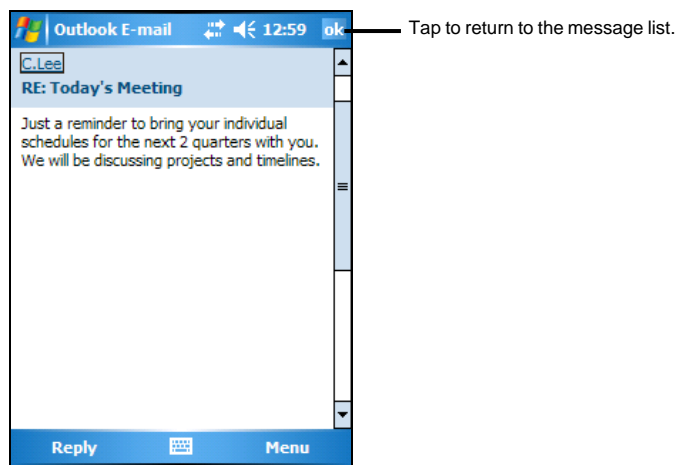 Outlook E-mail 12:59 ok
Tap to return to the message list.
C.Lee
RE: Today's Meeting
Just a reminder to bring your individual
schedules for the next 2 quarters with you.
We will be discussing projects and timelines.
Reply Menu